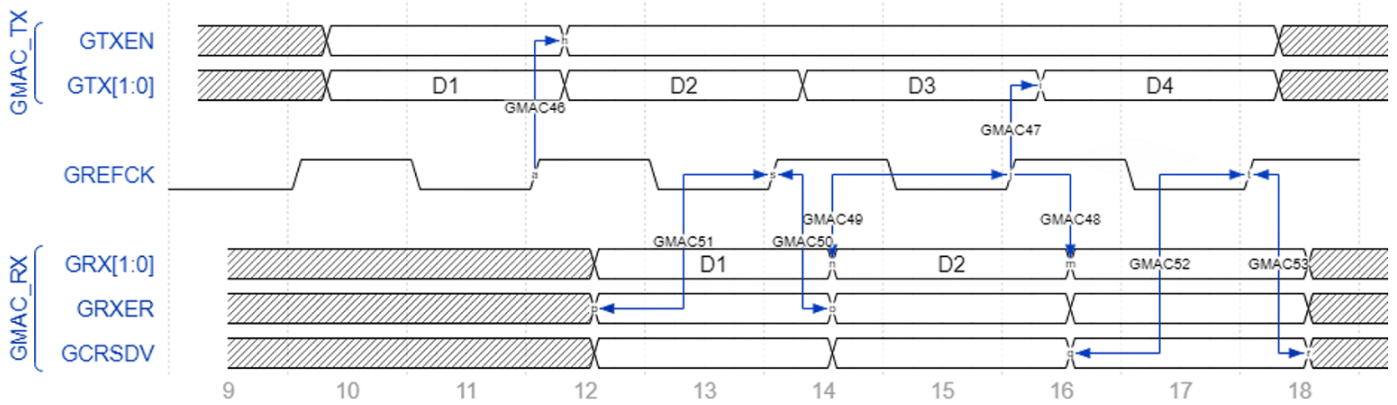 GMAC_TX
GTXEN
h
GTX[1:0]
D1
D2
D3
i
D4
GMAC46
GMAC47
GREFCK
a
s
j
t
GMAC49
GMAC48
GMAC51
GMAC50
GMAC_RX
GRX[1:0]
D1
n
D2
m
GMAC52
GMAC53
GRXER
p
o
GCRSDV
q
r
9 10 11 12 13 14 15 16 17 18